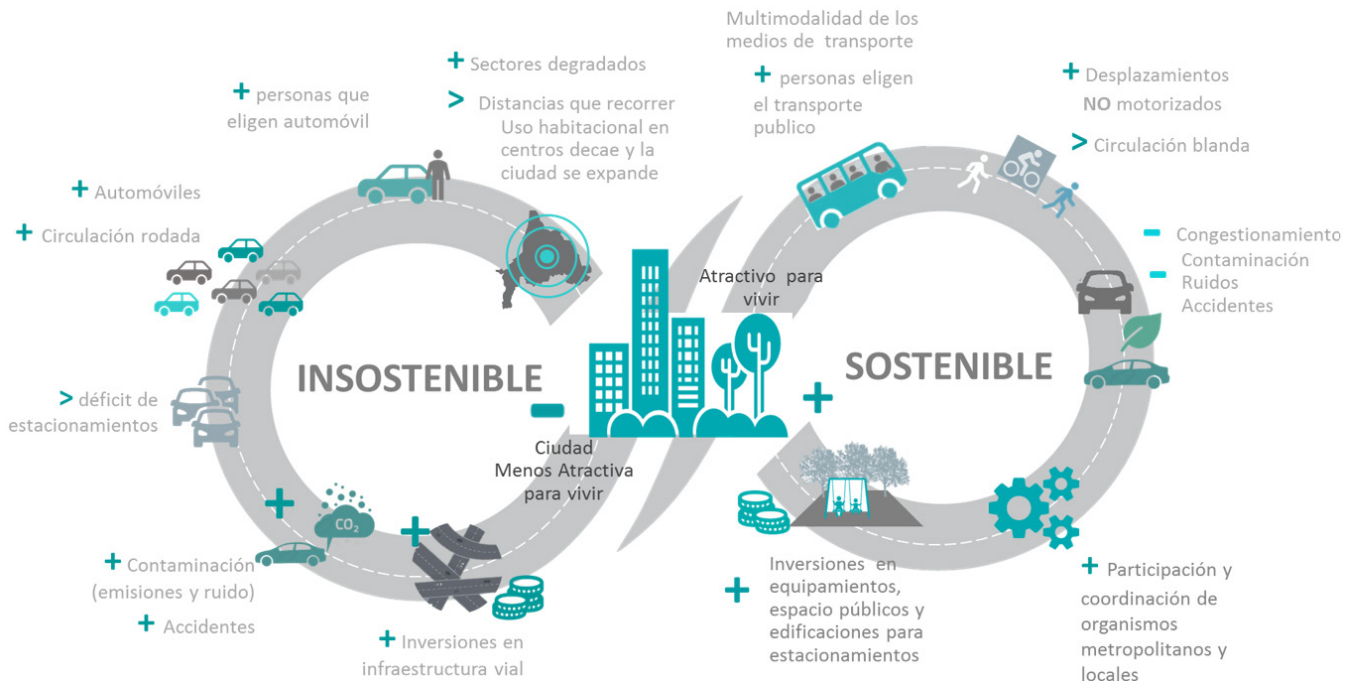 + Sectores degradados
> Distancias que recorrer
Uso habitacional en
centros decae y la
ciudad se expande
+ personas que
eligen automóvil
+ Automóviles
+ Circulación rodada
> déficit de
estacionamientos
+ Contaminación
(emisiones y ruido)
+ Accidentes
CO₂
+
+
+ Inversiones en
infraestructura vial
INSOSTENIBLE
-
Ciudad
Menos Atractiva
para vivir
Atractivo para
vivir
+
SOSTENIBLE
Multimodalidad de los
medios de transporte
+ personas eligen
el transporte
publico
+ Desplazamientos
NO motorizados
> Circulación blanda
- Congestionamiento
Contaminación
- Ruidos
Accidentes
+ Participación y
coordinación de
organismos
metropolitanos y
locales
+ Inversiones en
equipamientos,
espacio públicos y
edificaciones para
estacionamientos